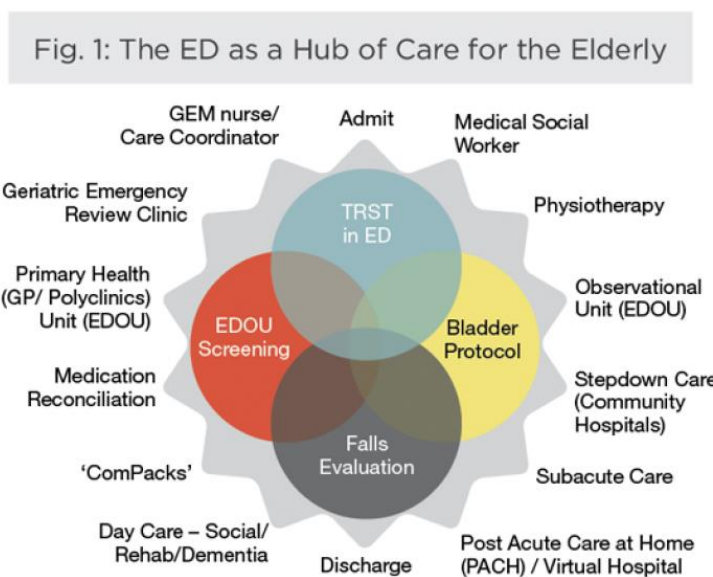 Fig. 1: The ED as a Hub of Care for the Elderly
Admit
Medical Social
Worker
Physiotherapy
Observational
Unit (EDOU)
Stepdown Care
(Community
Hospitals)
Subacute Care
Post Acute Care at Home
(PACH) / Virtual Hospital
Discharge
Day Care – Social/
Rehab/Dementia
‘ComPacks’
Medication
Reconciliation
Primary Health
(GP/ Polyclinics)
Unit (EDOU)
Geriatric Emergency
Review Clinic
GEM nurse/
Care Coordinator
TRST
in ED
Bladder
Protocol
Falls
Evaluation
EDOU
Screening